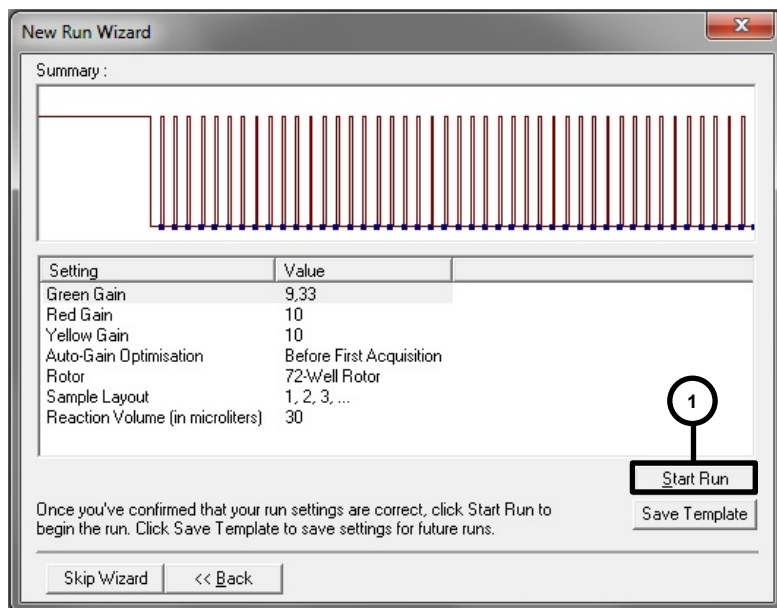 New Run Wizard
Summary :
Setting Value
Green Gain 9,33
Red Gain 10
Yellow Gain 10
Auto-Gain Optimisation Before First Acquisition
Rotor 72-Well Rotor
Sample Layout 1, 2, 3, ...
Reaction Volume (in microliters) 30
1
Start Run
Once you've confirmed that your run settings are correct, click Start Run to
begin the run. Click Save Template to save settings for future runs.
Save Template
Skip Wizard << Back